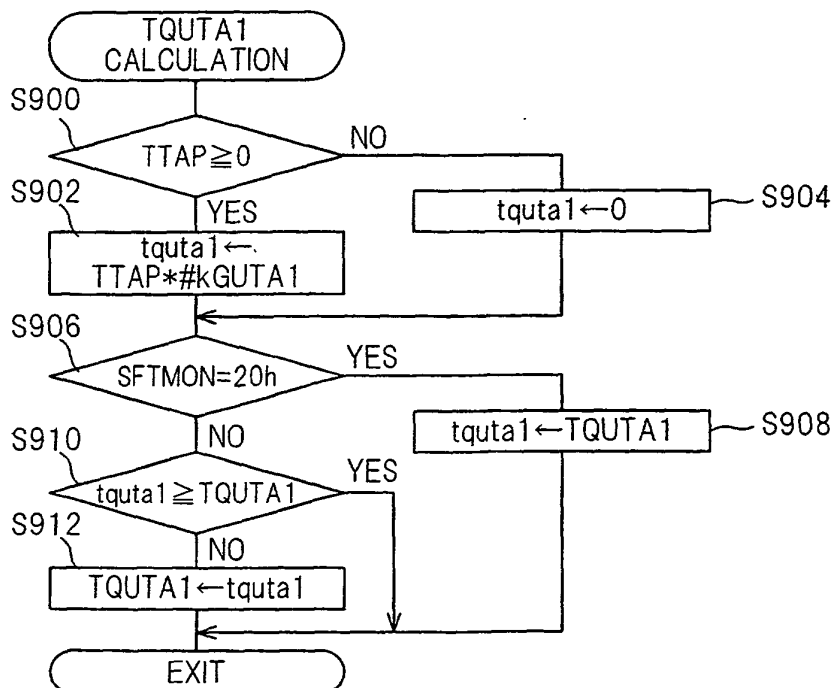 TQUTA1
CALCULATION
S900
TTAP≧0
NO
S902
YES
tquta1←
TTAP*#kGUTA1
tquta1←0
S904
S906
SFTMON=20h
YES
NO
tquta1←TQUTA1
S908
S910
tquta1≧TQUTA1
YES
S912
NO
TQUTA1←tquta1
EXIT